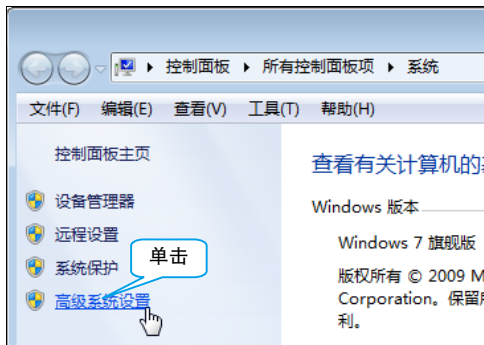 控制面板 所有控制面板项 系统
文件(F) 编辑(E) 查看(V) 工具(T) 帮助(H)
控制面板主页
设备管理器
远程设置
系统保护
单击
高级系统设置
查看有关计算机的
Windows 版本
Windows 7 旗舰版
版权所有 © 2009 M
Corporation。保留
利。